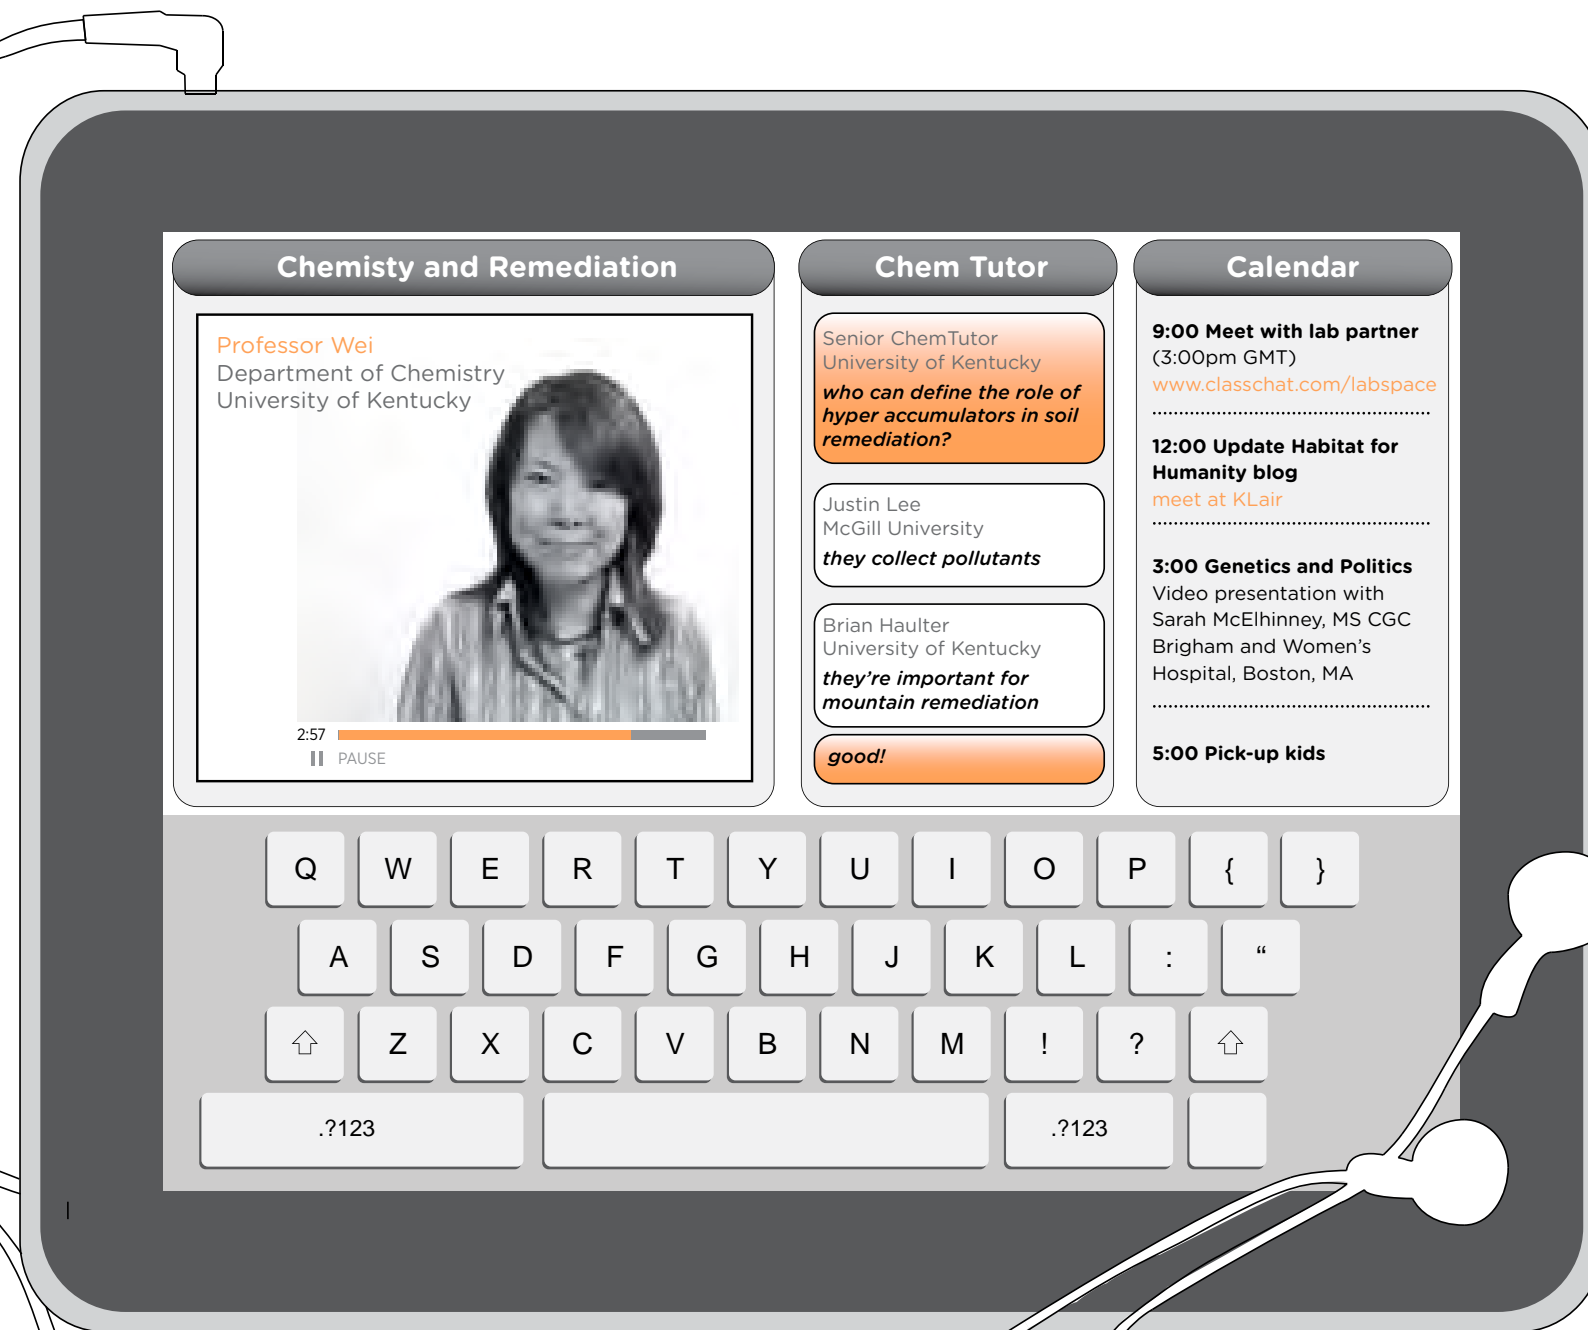 Chemisty and Remediation
Professor Wei
Department of Chemistry
University of Kentucky
2:57
PAUSE
Chem Tutor
Senior ChemTutor
University of Kentucky
who can define the role of
hyper accumulators in soil
remediation?
Justin Lee
McGill University
they collect pollutants
Brian Haulter
University of Kentucky
they're important for
mountain remediation
good!
Calendar
9:00 Meet with lab partner
(3:00pm GMT)
www.classchat.com/labspace
12:00 Update Habitat for
Humanity blog
meet at KLair
3:00 Genetics and Politics
Video presentation with
Sarah McElhinney, MS CGC
Brigham and Women's
Hospital, Boston, MA
5:00 Pick-up kids
Q W E R T Y U I O P { }
A S D F G H J K L : “
Z X C V B N M ! ?
.?123 .?123